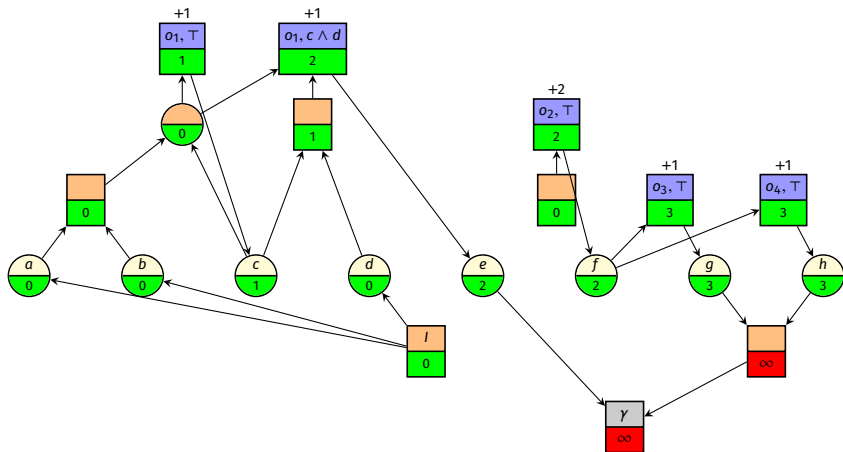 +1
+1
o₁, ⊤
o₁, c ∧ d
1
2
+2
o₂, ⊤
0
1
2
+1
+1
o₃, ⊤
o₄, ⊤
0
0
3
3
a
b
c
d
e
f
g
h
0
0
1
0
2
2
3
3
I
0
∞
γ
∞